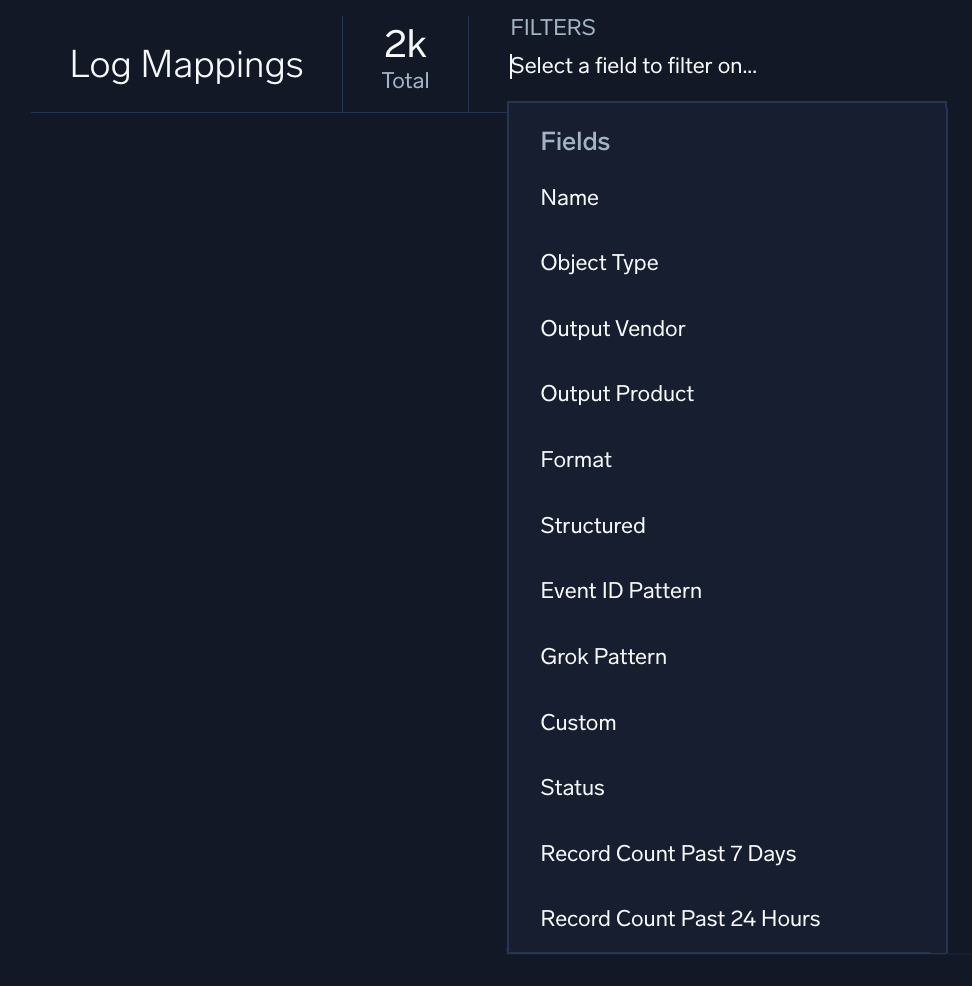 Log Mappings
2k
Total
FILTERS
Select a field to filter on...
Fields
Name
Object Type
Output Vendor
Output Product
Format
Structured
Event ID Pattern
Grok Pattern
Custom
Status
Record Count Past 7 Days
Record Count Past 24 Hours